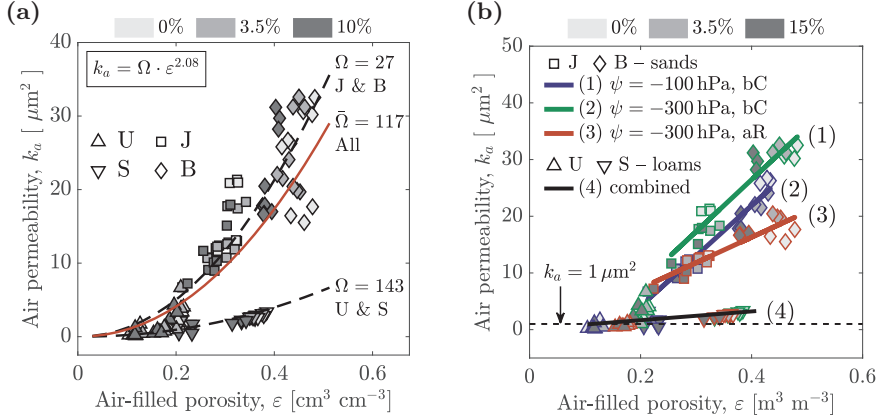 (a)
0% 3.5% 10%
40
30
20
10
0
Air permeability, kₐ [ μm² ]
kₐ = Ω · ε^2.08
Ω = 27
J & B
Ω̄ = 117
All
U J
S B
Ω = 143
U & S
0 0.2 0.4 0.6
Air-filled porosity, ε [cm³ cm⁻³]
(b)
0% 3.5% 15%
50
40
30
20
10
0
Air permeability, kₐ [ μm² ]
J B – sands
(1) ψ = −100 hPa, bC
(2) ψ = −300 hPa, bC
(3) ψ = −300 hPa, aR
U S – loams
(4) combined
(1)
(2)
(3)
kₐ = 1 μm²
(4)
0 0.2 0.4 0.6
Air-filled porosity, ε [m³ m⁻³]